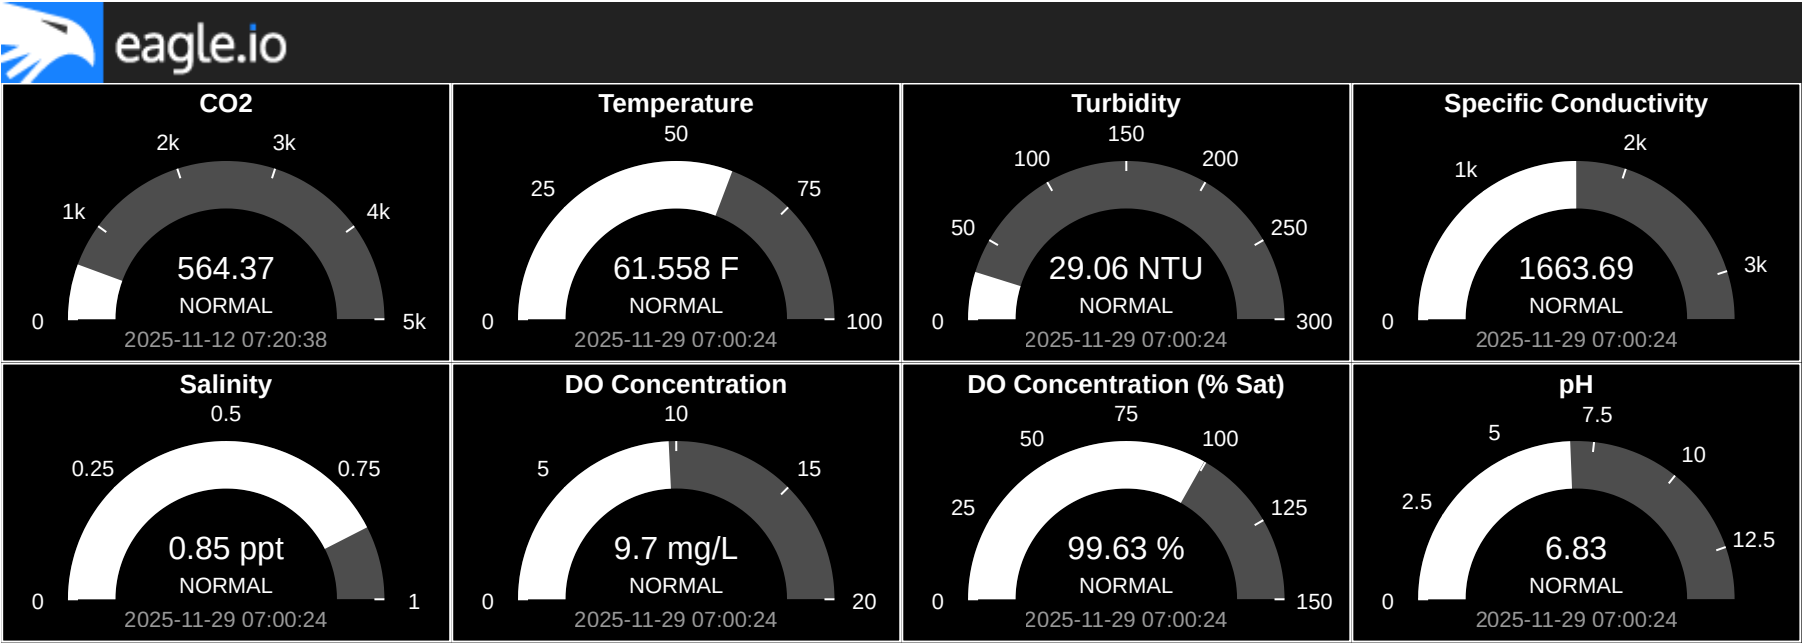 eagle.io
CO2
0
1k
2k
3k
4k
5k
564.37
NORMAL
2025-11-12 07:20:38
Temperature
0
25
50
75
100
61.558 F
NORMAL
2025-11-29 07:00:24
Turbidity
0
50
100
150
200
250
300
29.06 NTU
NORMAL
2025-11-29 07:00:24
Specific Conductivity
0
1k
2k
3k
1663.69
NORMAL
2025-11-29 07:00:24
Salinity
0
0.25
0.5
0.75
1
0.85 ppt
NORMAL
2025-11-29 07:00:24
DO Concentration
0
5
10
15
20
9.7 mg/L
NORMAL
2025-11-29 07:00:24
DO Concentration (% Sat)
0
25
50
75
100
125
150
99.63 %
NORMAL
2025-11-29 07:00:24
pH
0
2.5
5
7.5
10
12.5
6.83
NORMAL
2025-11-29 07:00:24